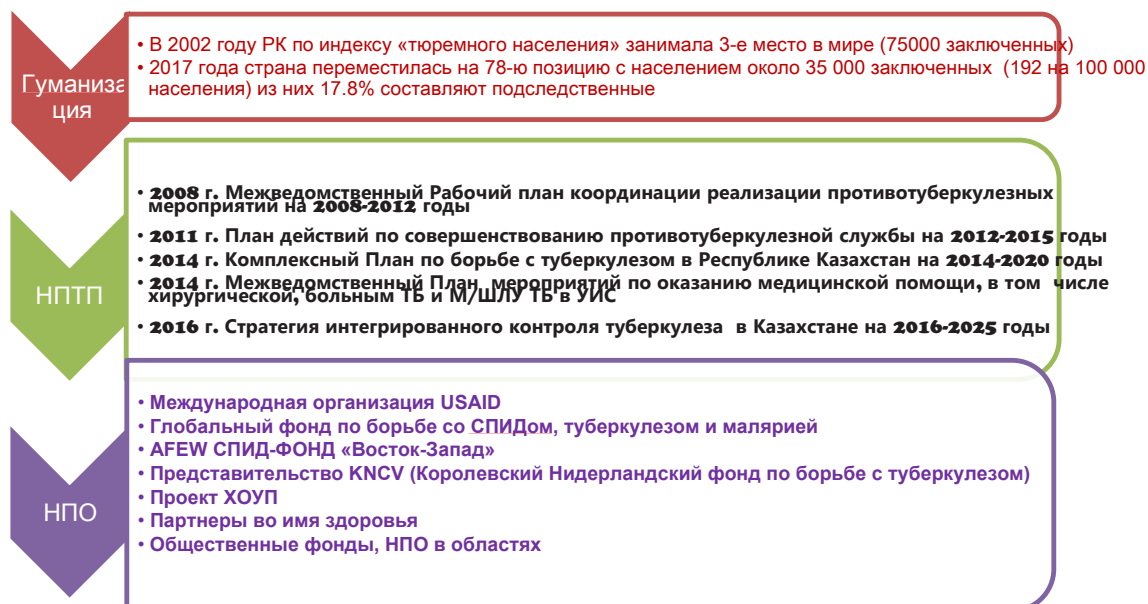 Гуманиза
ция
• В 2002 году РК по индексу «тюремного населения» занимала 3-е место в мире (75000 заключенных)
• 2017 года страна переместилась на 78-ю позицию с населением около 35 000 заключенных (192 на 100 000
населения) из них 17.8% составляют подследственные
НПТП
• 2008 г. Межведомственный Рабочий план координации реализации противотуберкулезных
мероприятий на 2008-2012 годы
• 2011 г. План действий по совершенствованию противотуберкулезной службы на 2012-2015 годы
• 2014 г. Комплексный План по борьбе с туберкулезом в Республике Казахстан на 2014-2020 годы
• 2014 г. Межведомственный План мероприятий по оказанию медицинской помощи, в том числе
хирургической, больным ТБ и М/ШЛУ ТБ в УИС
• 2016 г. Стратегия интегрированного контроля туберкулеза в Казахстане на 2016-2025 годы
НПО
• Международная организация USAID
• Глобальный фонд по борьбе со СПИДом, туберкулезом и малярией
• AFEW СПИД-ФОНД «Восток-Запад»
• Представительство KNCV (Королевский Нидерландский фонд по борьбе с туберкулезом)
• Проект ХОУП
• Партнеры во имя здоровья
• Общественные фонды, НПО в областях